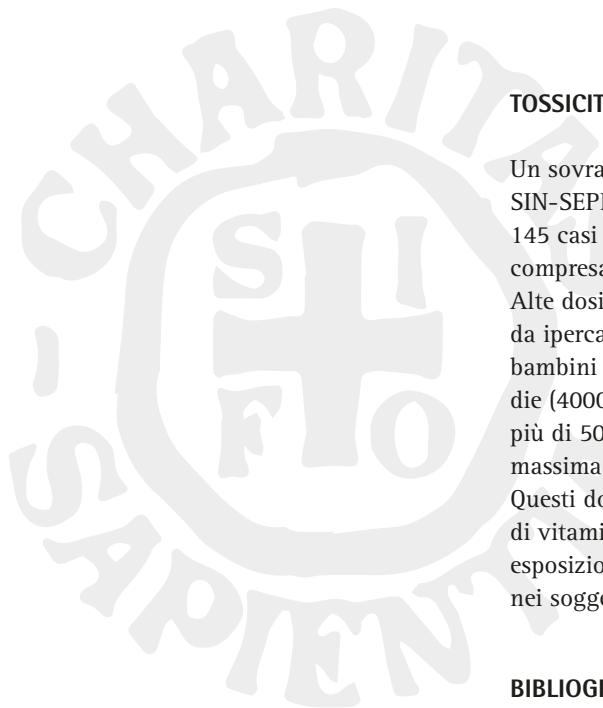 CHARITAS
SAPIENT
S I
F O
TOSSICIT
Un sovra
SIN-SEPI
145 casi
compresa
Alte dosi
da iperca
bambini
die (4000
più di 50
massima
Questi do
di vitami
esposizio
nei sogge
BIBLIOGI